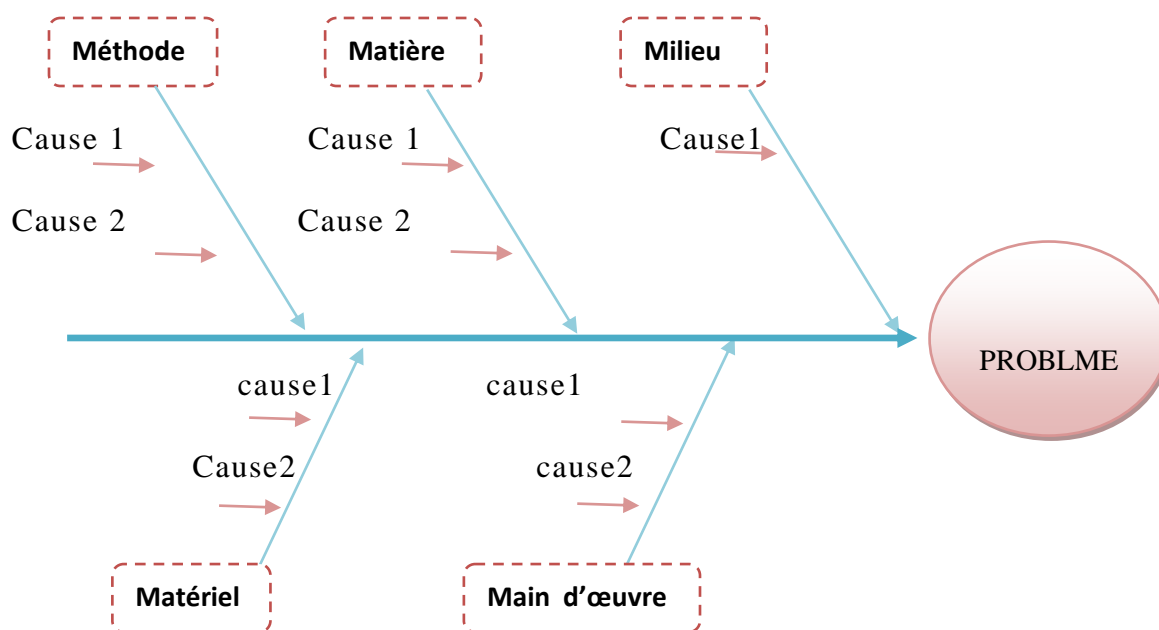 Méthode
Matière
Milieu
Cause 1
Cause 1
Cause1
Cause 2
Cause 2
PROBLME
cause1
cause1
Cause2
cause2
Matériel
Main d'œuvre